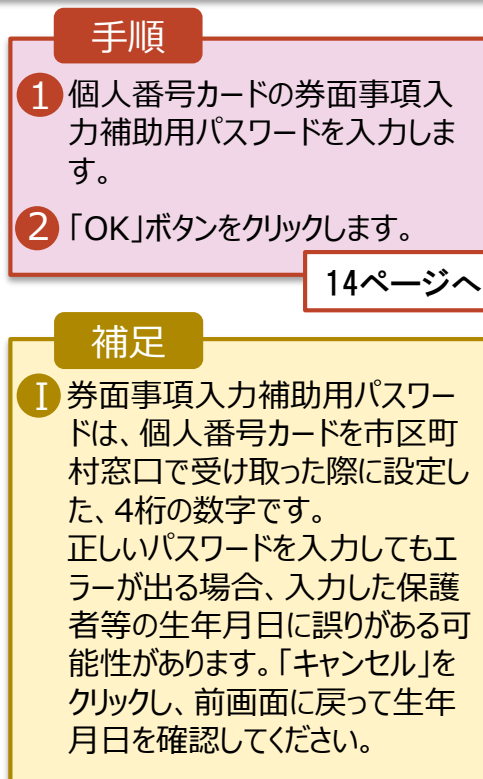 手順
1 個人番号カードの券面事項入
力補助用パスワードを入力しま
す。
2 「OK」ボタンをクリックします。
14ページへ
補足
Ⅰ 券面事項入力補助用パスワー
ドは、個人番号カードを市区町
村窓口で受け取った際に設定し
た、4桁の数字です。
正しいパスワードを入力してもエ
ラーが出る場合、入力した保護
者等の生年月日に誤りがある可
能性があります。「キャンセル」を
クリックし、前画面に戻って生年
月日を確認してください。